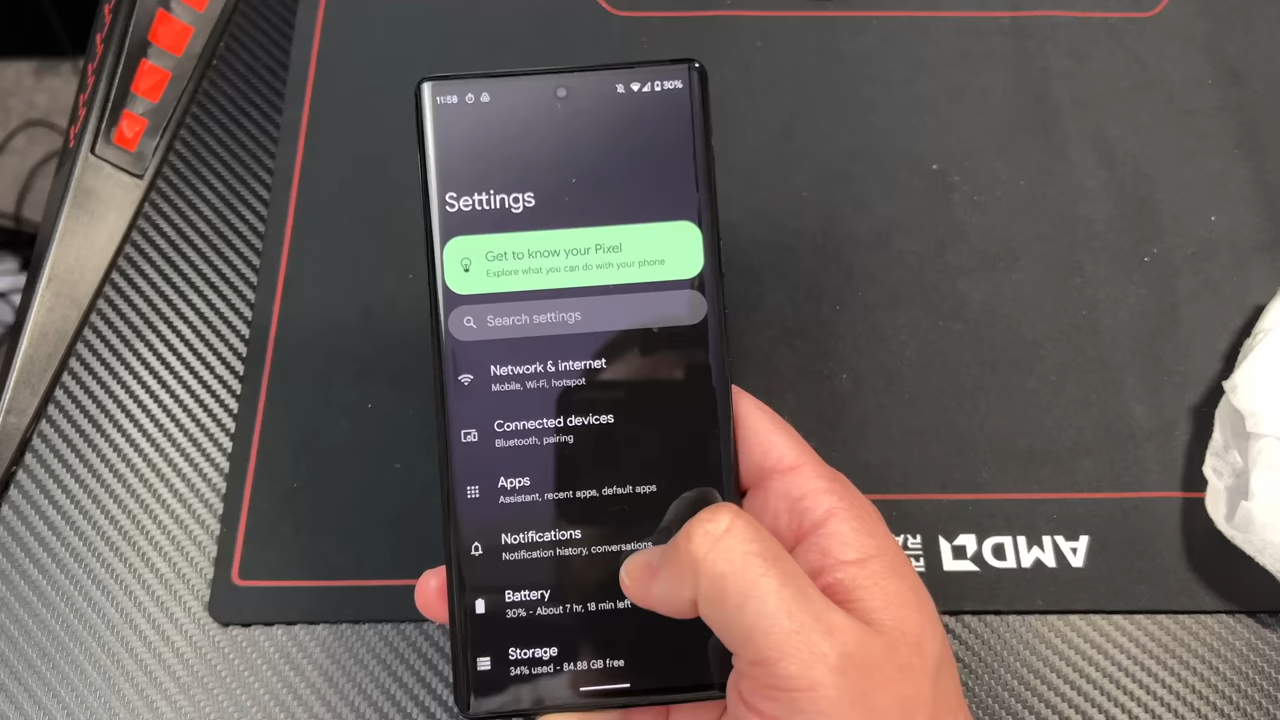 11:58
30%
Settings
Get to know your Pixel
Explore what you can do with your phone
Search settings
Network & internet
Mobile, Wi-Fi, hotspot
Connected devices
Bluetooth, pairing
Apps
Assistant, recent apps, default apps
Notifications
Notification history, conversations
Battery
30% - About 7 hr, 18 min left
Storage
34% used - 84.88 GB free
AMD